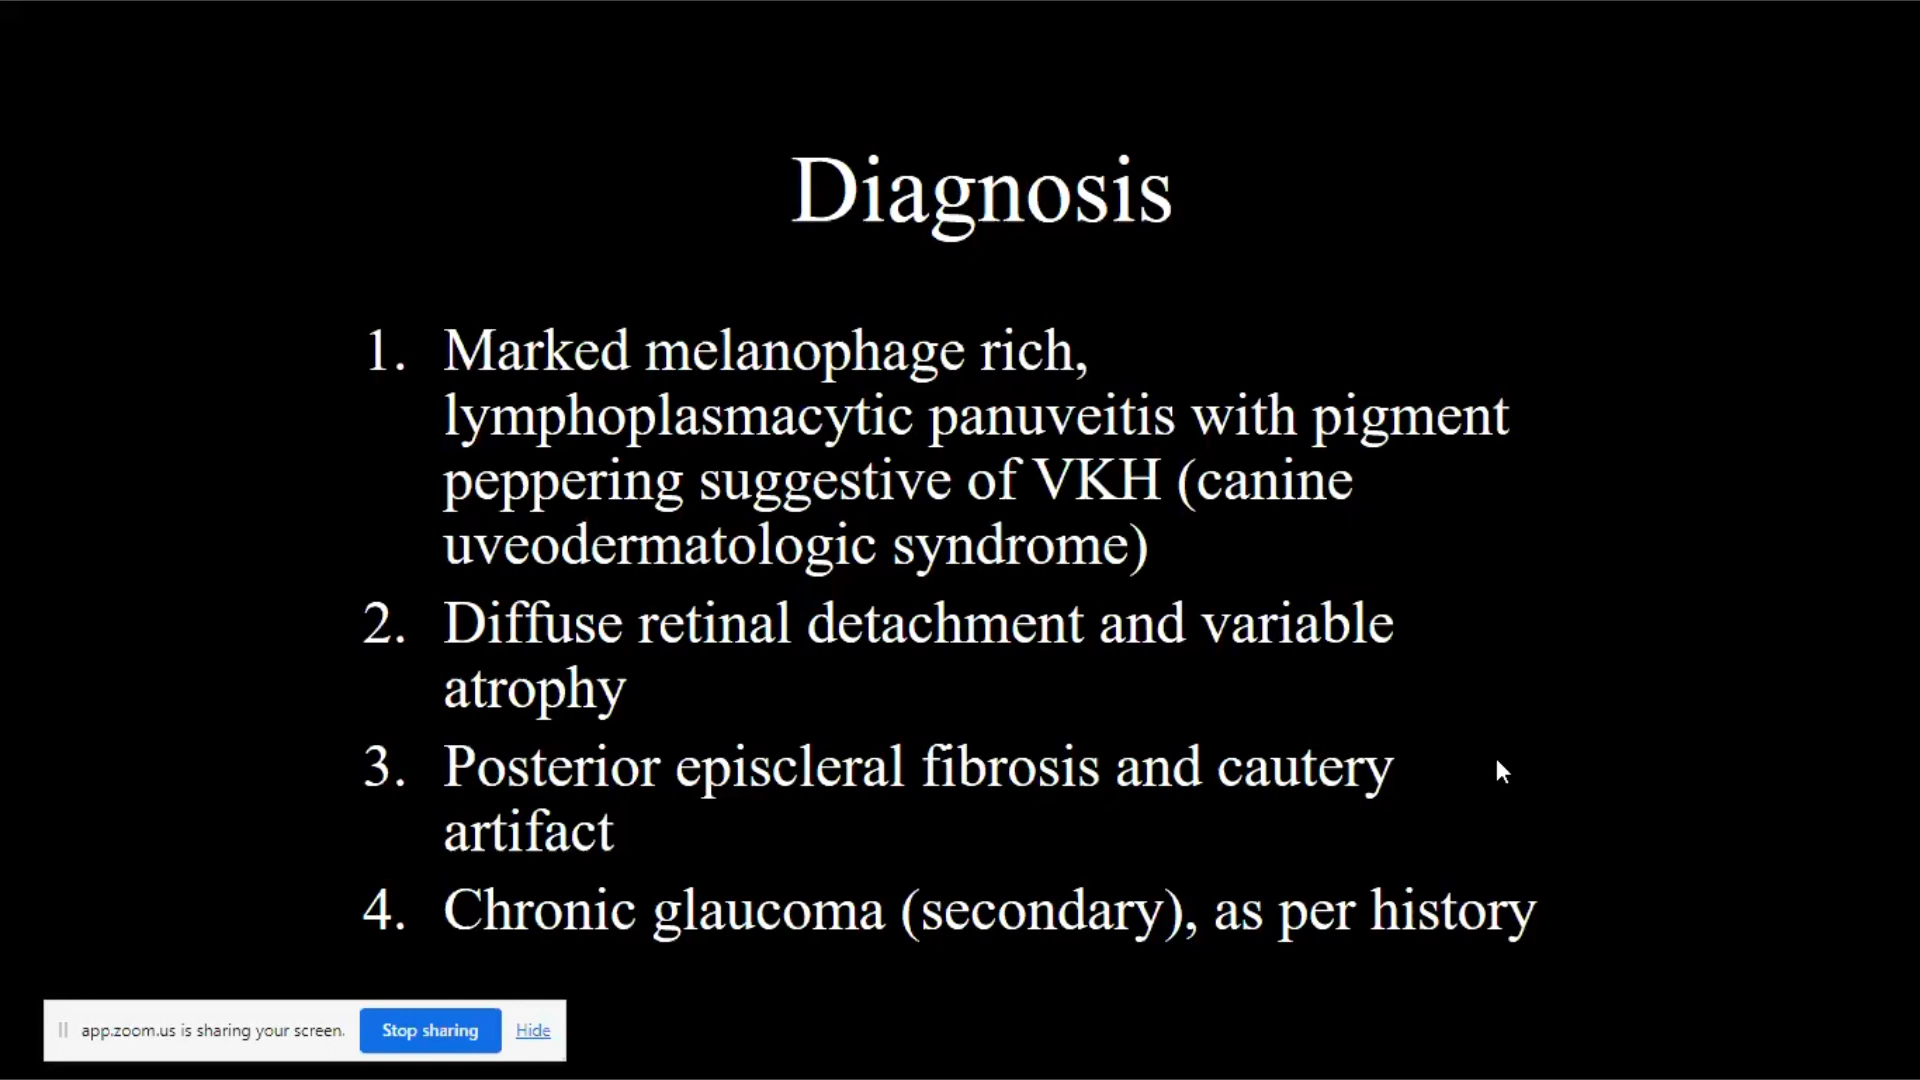 Diagnosis
1. Marked melanophage rich,
lymphoplasmacytic panuveitis with pigment
peppering suggestive of VKH (canine
uveodermatologic syndrome)
2. Diffuse retinal detachment and variable
atrophy
3. Posterior episcleral fibrosis and cautery
artifact
4. Chronic glaucoma (secondary), as per history
app.zoom.us is sharing your screen. Stop sharing Hide